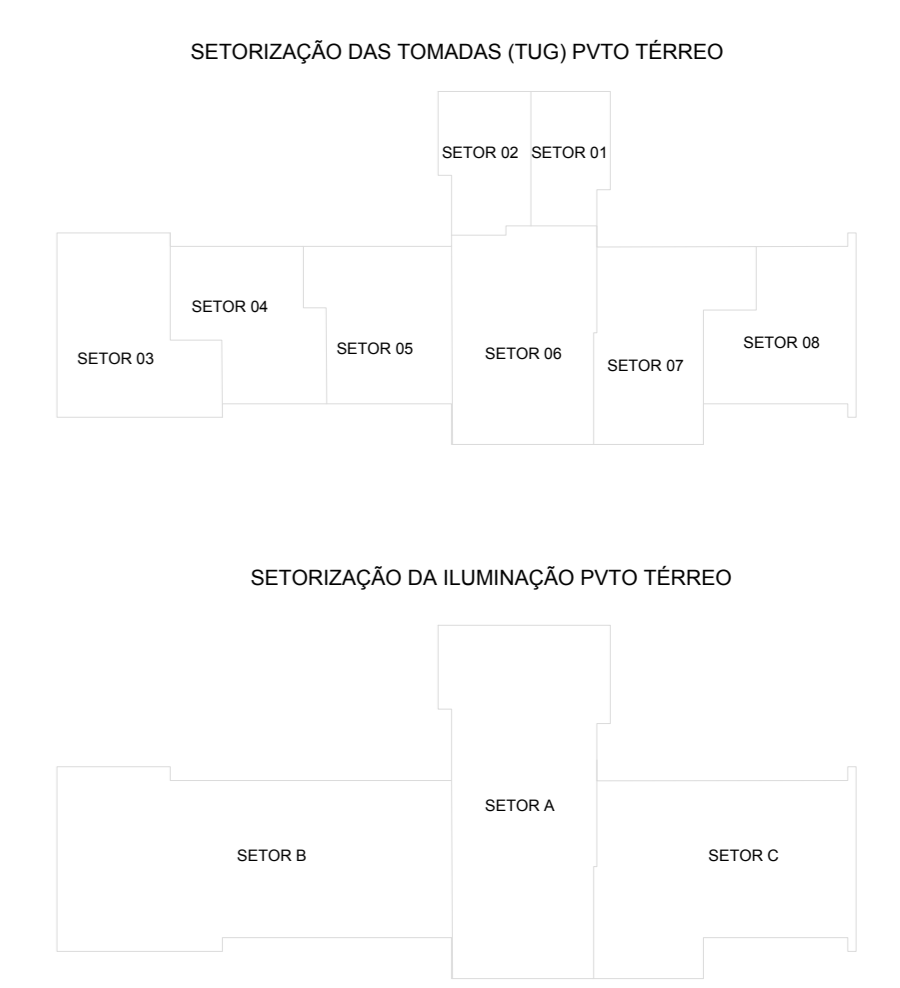 SETORIZAÇÃO DAS TOMADAS (TUG) PVTO TÉRREO
SETOR 02
SETOR 01
SETOR 04
SETOR 05
SETOR 03
SETOR 06
SETOR 07
SETOR 08
SETORIZAÇÃO DA ILUMINAÇÃO PVTO TÉRREO
SETOR A
SETOR B
SETOR C